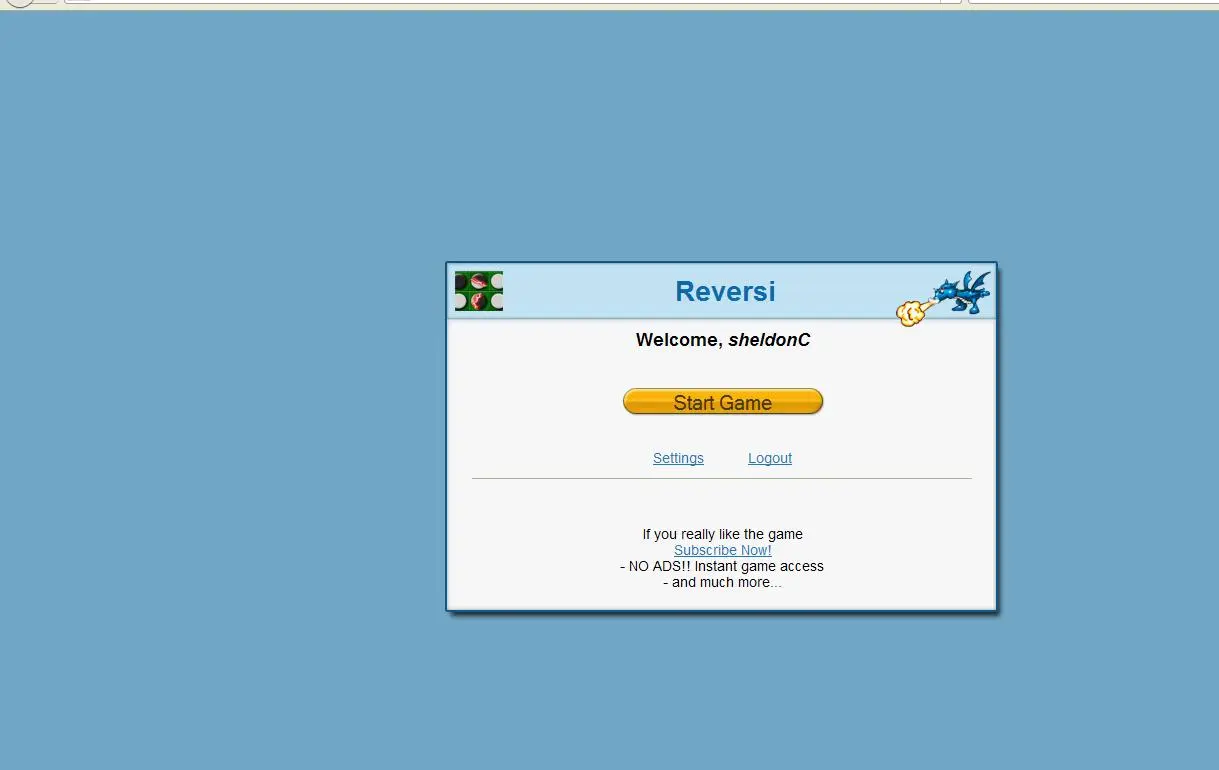 Reversi
Welcome, sheldonC
Start Game
Settings Logout
If you really like the game
Subscribe Now!
- NO ADS!! Instant game access
- and much more...